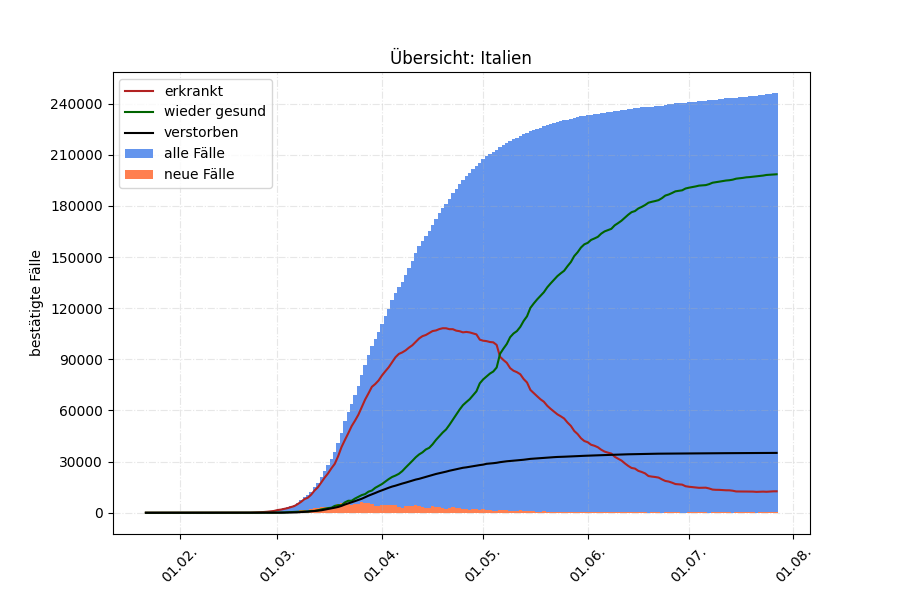 Übersicht: Italien
erkrankt
wieder gesund
verstorben
alle Fälle
neue Fälle
bestätigte Fälle
240000
210000
180000
150000
120000
90000
60000
30000
0
01.02.
01.03.
01.04.
01.05.
01.06.
01.07.
01.08.